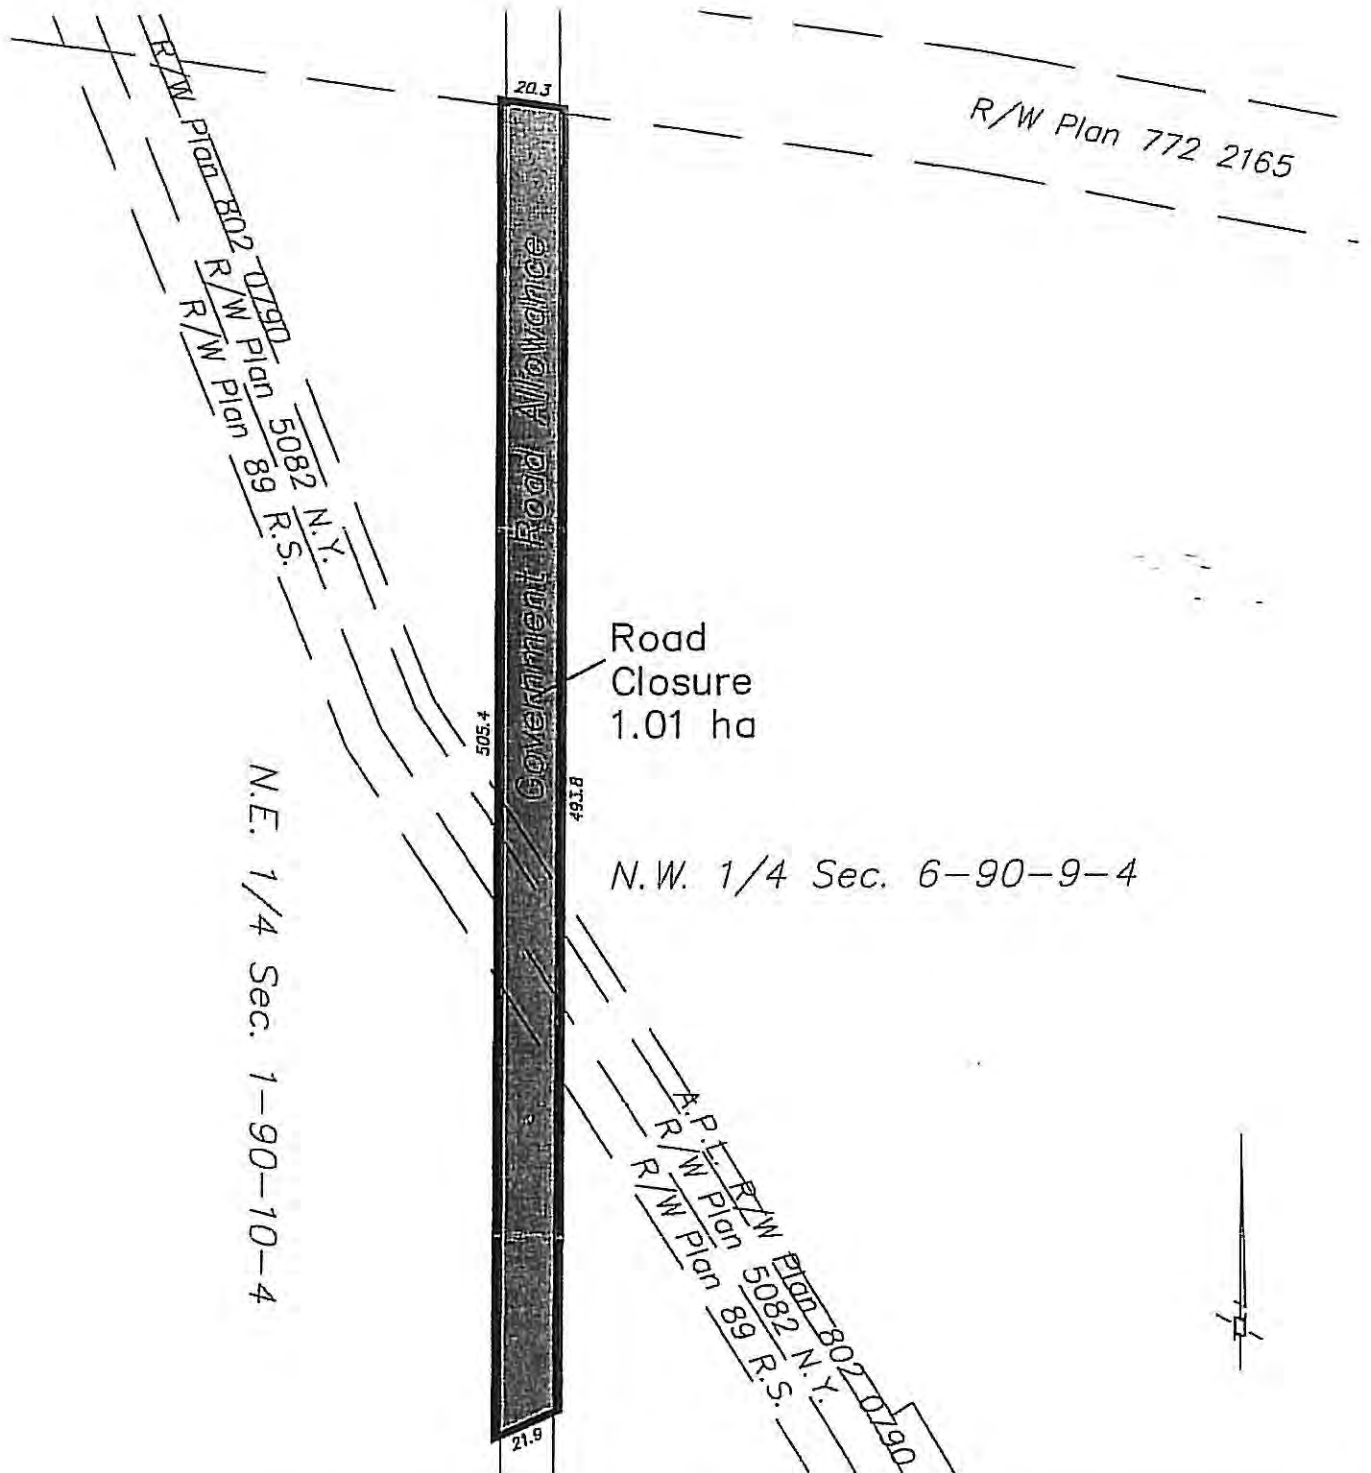 20.3
R/W Plan 772 2165
R/W Plan 802 0790
R/W Plan 5082 N.Y.
R/W Plan 89 R.S.
Government Road Allowance
Road
Closure
1.01 ha
505.4
493.8
N.W. 1/4 Sec. 6-90-9-4
N.E. 1/4 Sec. 1-90-10-4
A.P.L. R/W Plan 802 0790
R/W Plan 5082 N.Y.
R/W Plan 89 R.S.
21.9